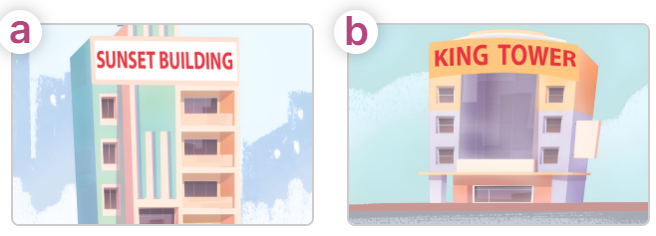 a
SUNSET BUILDING
b
KING TOWER